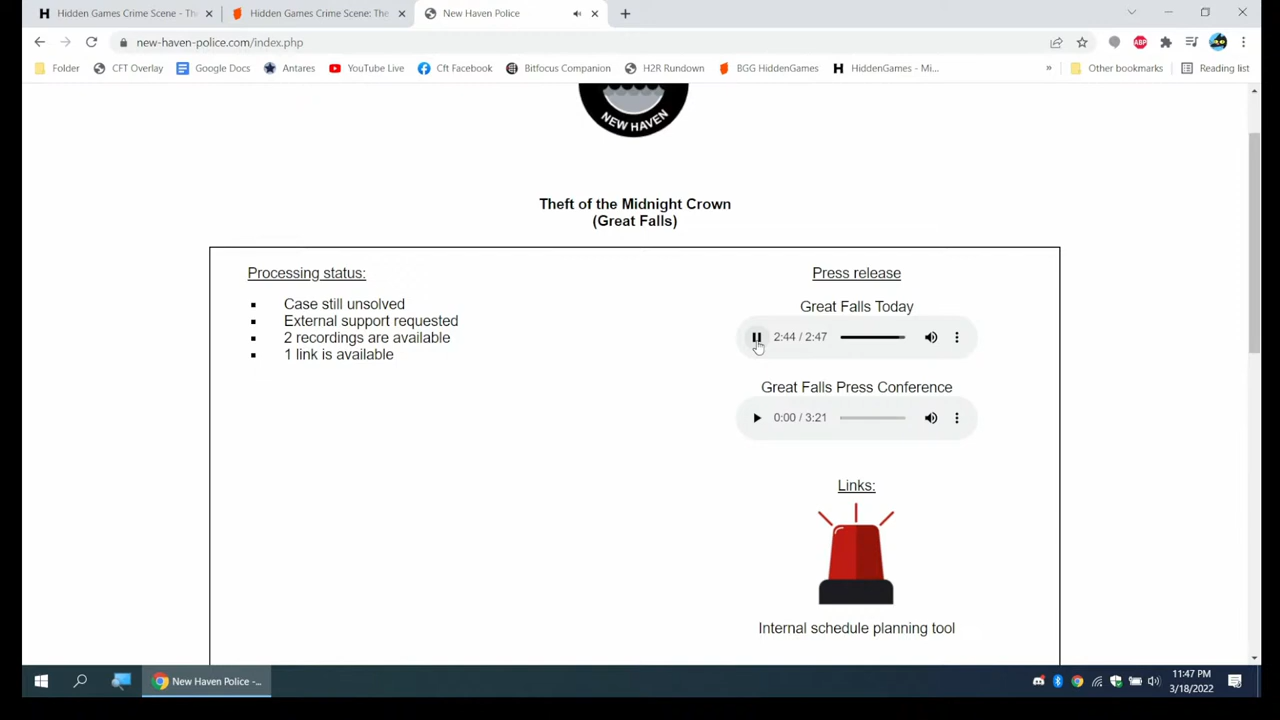 Hidden Games Crime Scene - The
Hidden Games Crime Scene: The
New Haven Police
new-haven-police.com/index.php
ABP
Folder
CFT Overlay
Google Docs
Antares
YouTube Live
Cft Facebook
Bitfocus Companion
H2R Rundown
BGG HiddenGames
HiddenGames - Mi...
»
Other bookmarks
Reading list
NEW HAVEN
Theft of the Midnight Crown
(Great Falls)
Processing status:
Case still unsolved
External support requested
2 recordings are available
1 link is available
Press release
Great Falls Today
2:44 / 2:47
Great Falls Press Conference
0:00 / 3:21
Links:
Internal schedule planning tool
New Haven Police -...
11:47 PM
3/18/2022